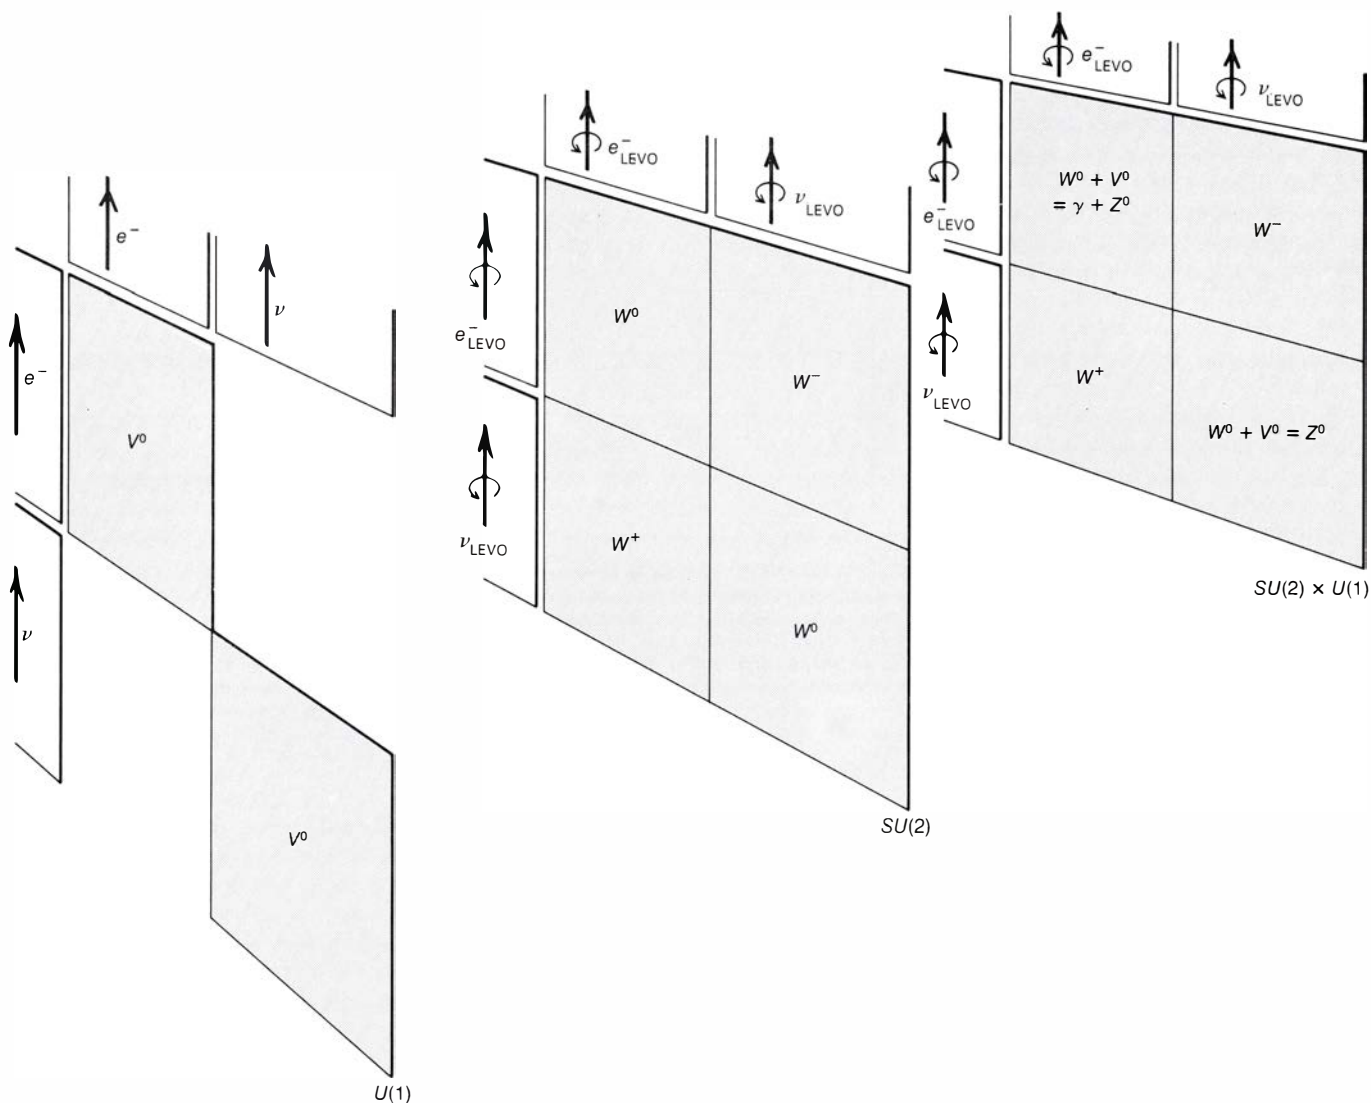 e⁻
ν
e⁻
V⁰
ν
V⁰
U(1)
e⁻LEVO
νLEVO
e⁻LEVO
W⁰
W⁻
νLEVO
W⁺
W⁰
SU(2)
e⁻LEVO
νLEVO
e⁻LEVO
W⁰ + V⁰
= γ + Z⁰
W⁻
νLEVO
W⁺
W⁰ + V⁰ = Z⁰
SU(2) × U(1)